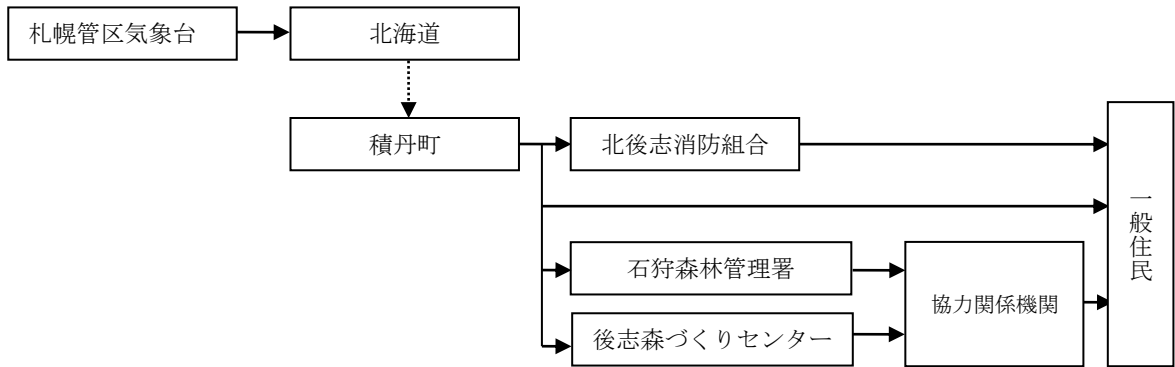 札幌管区気象台
北海道
積丹町
北後志消防組合
一般住民
石狩森林管理署
協力関係機関
後志森づくりセンター